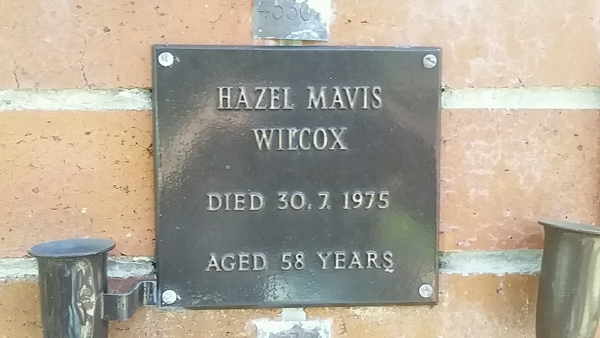 HAZEL MAVIS
WILCOX
DIED 30.7.1975
AGED 58 YEARS